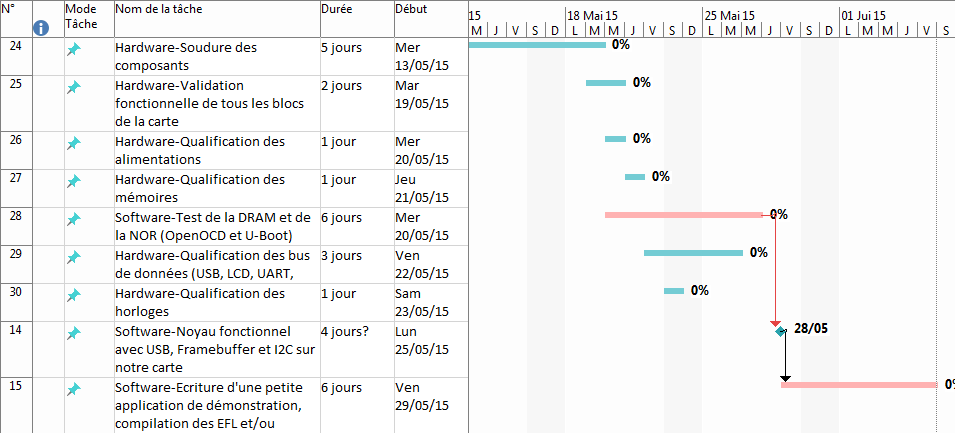 N° Mode Tâche Nom de la tâche Durée Début
15 18 Mai 15 25 Mai 15 01 Jui 15
M J V S D L M M J V S D L M M J V S D L M M J V S
24 Hardware-Soudure des composants 5 jours Mer 13/05/15 0%
25 Hardware-Validation fonctionnelle de tous les blocs de la carte 2 jours Mar 19/05/15 0%
26 Hardware-Qualification des alimentations 1 jour Mer 20/05/15 0%
27 Hardware-Qualification des mémoires 1 jour Jeu 21/05/15 0%
28 Software-Test de la DRAM et de la NOR (OpenOCD et U-Boot) 6 jours Mer 20/05/15 0%
29 Hardware-Qualification des bus de données (USB, LCD, UART, 3 jours Ven 22/05/15 0%
30 Hardware-Qualification des horloges 1 jour Sam 23/05/15 0%
14 Software-Noyau fonctionnel avec USB, Framebuffer et I2C sur notre carte 4 jours? Lun 25/05/15 28/05
15 Software-Ecriture d'une petite application de démonstration, compilation des EFL et/ou 6 jours Ven 29/05/15